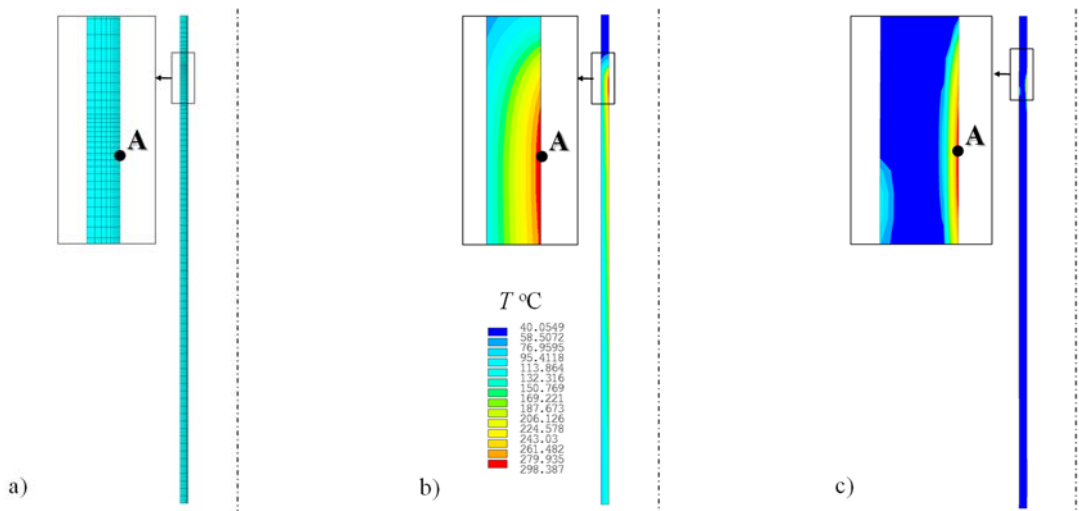 A
A
A
T °C
40.0549
58.5072
76.9595
95.4118
113.864
132.316
150.769
169.221
187.673
206.126
224.578
243.03
261.482
279.935
298.387
a)
b)
c)